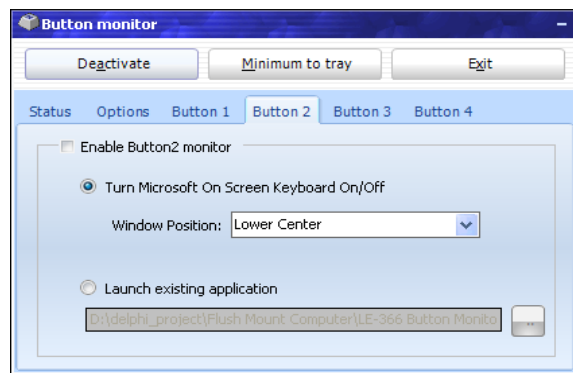 Button monitor
Deactivate Minimum to tray Exit
Status Options Button 1 Button 2 Button 3 Button 4
Enable Button2 monitor
Turn Microsoft On Screen Keyboard On/Off
Window Position: Lower Center
Launch existing application
D:\delphi_project\Flush Mount Computer\LE-366 Button Monito ..